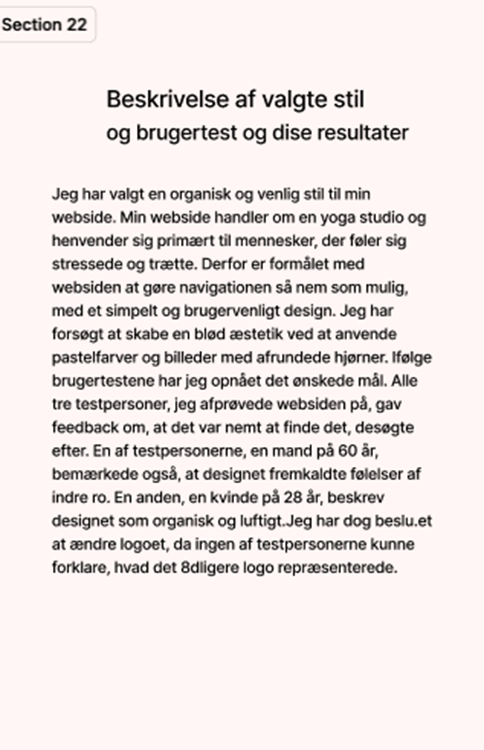 Section 22
Beskrivelse af valgte stil
og brugertest og dise resultater
Jeg har valgt en organisk og venlig stil til min
webside. Min webside handler om en yoga studio og
henvender sig primært til mennesker, der føler sig
stressede og trætte. Derfor er formålet med
websiden at gøre navigationen så nem som mulig,
med et simpelt og brugervenligt design. Jeg har
forsøgt at skabe en blød æstetik ved at anvende
pastelfarver og billeder med afrundede hjørner. Ifølge
brugertestene har jeg opnået det ønskede mål. Alle
tre testpersoner, jeg afprøvede websiden på, gav
feedback om, at det var nemt at finde det, desøgte
efter. En af testpersonerne, en mand på 60 år,
bemærkede også, at designet fremkaldte følelser af
indre ro. En anden, en kvinde på 28 år, beskrev
designet som organisk og luftigt.Jeg har dog beslu.et
at ændre logoet, da ingen af testpersonerne kunne
forklare, hvad det 8dligere logo repræsenterede.